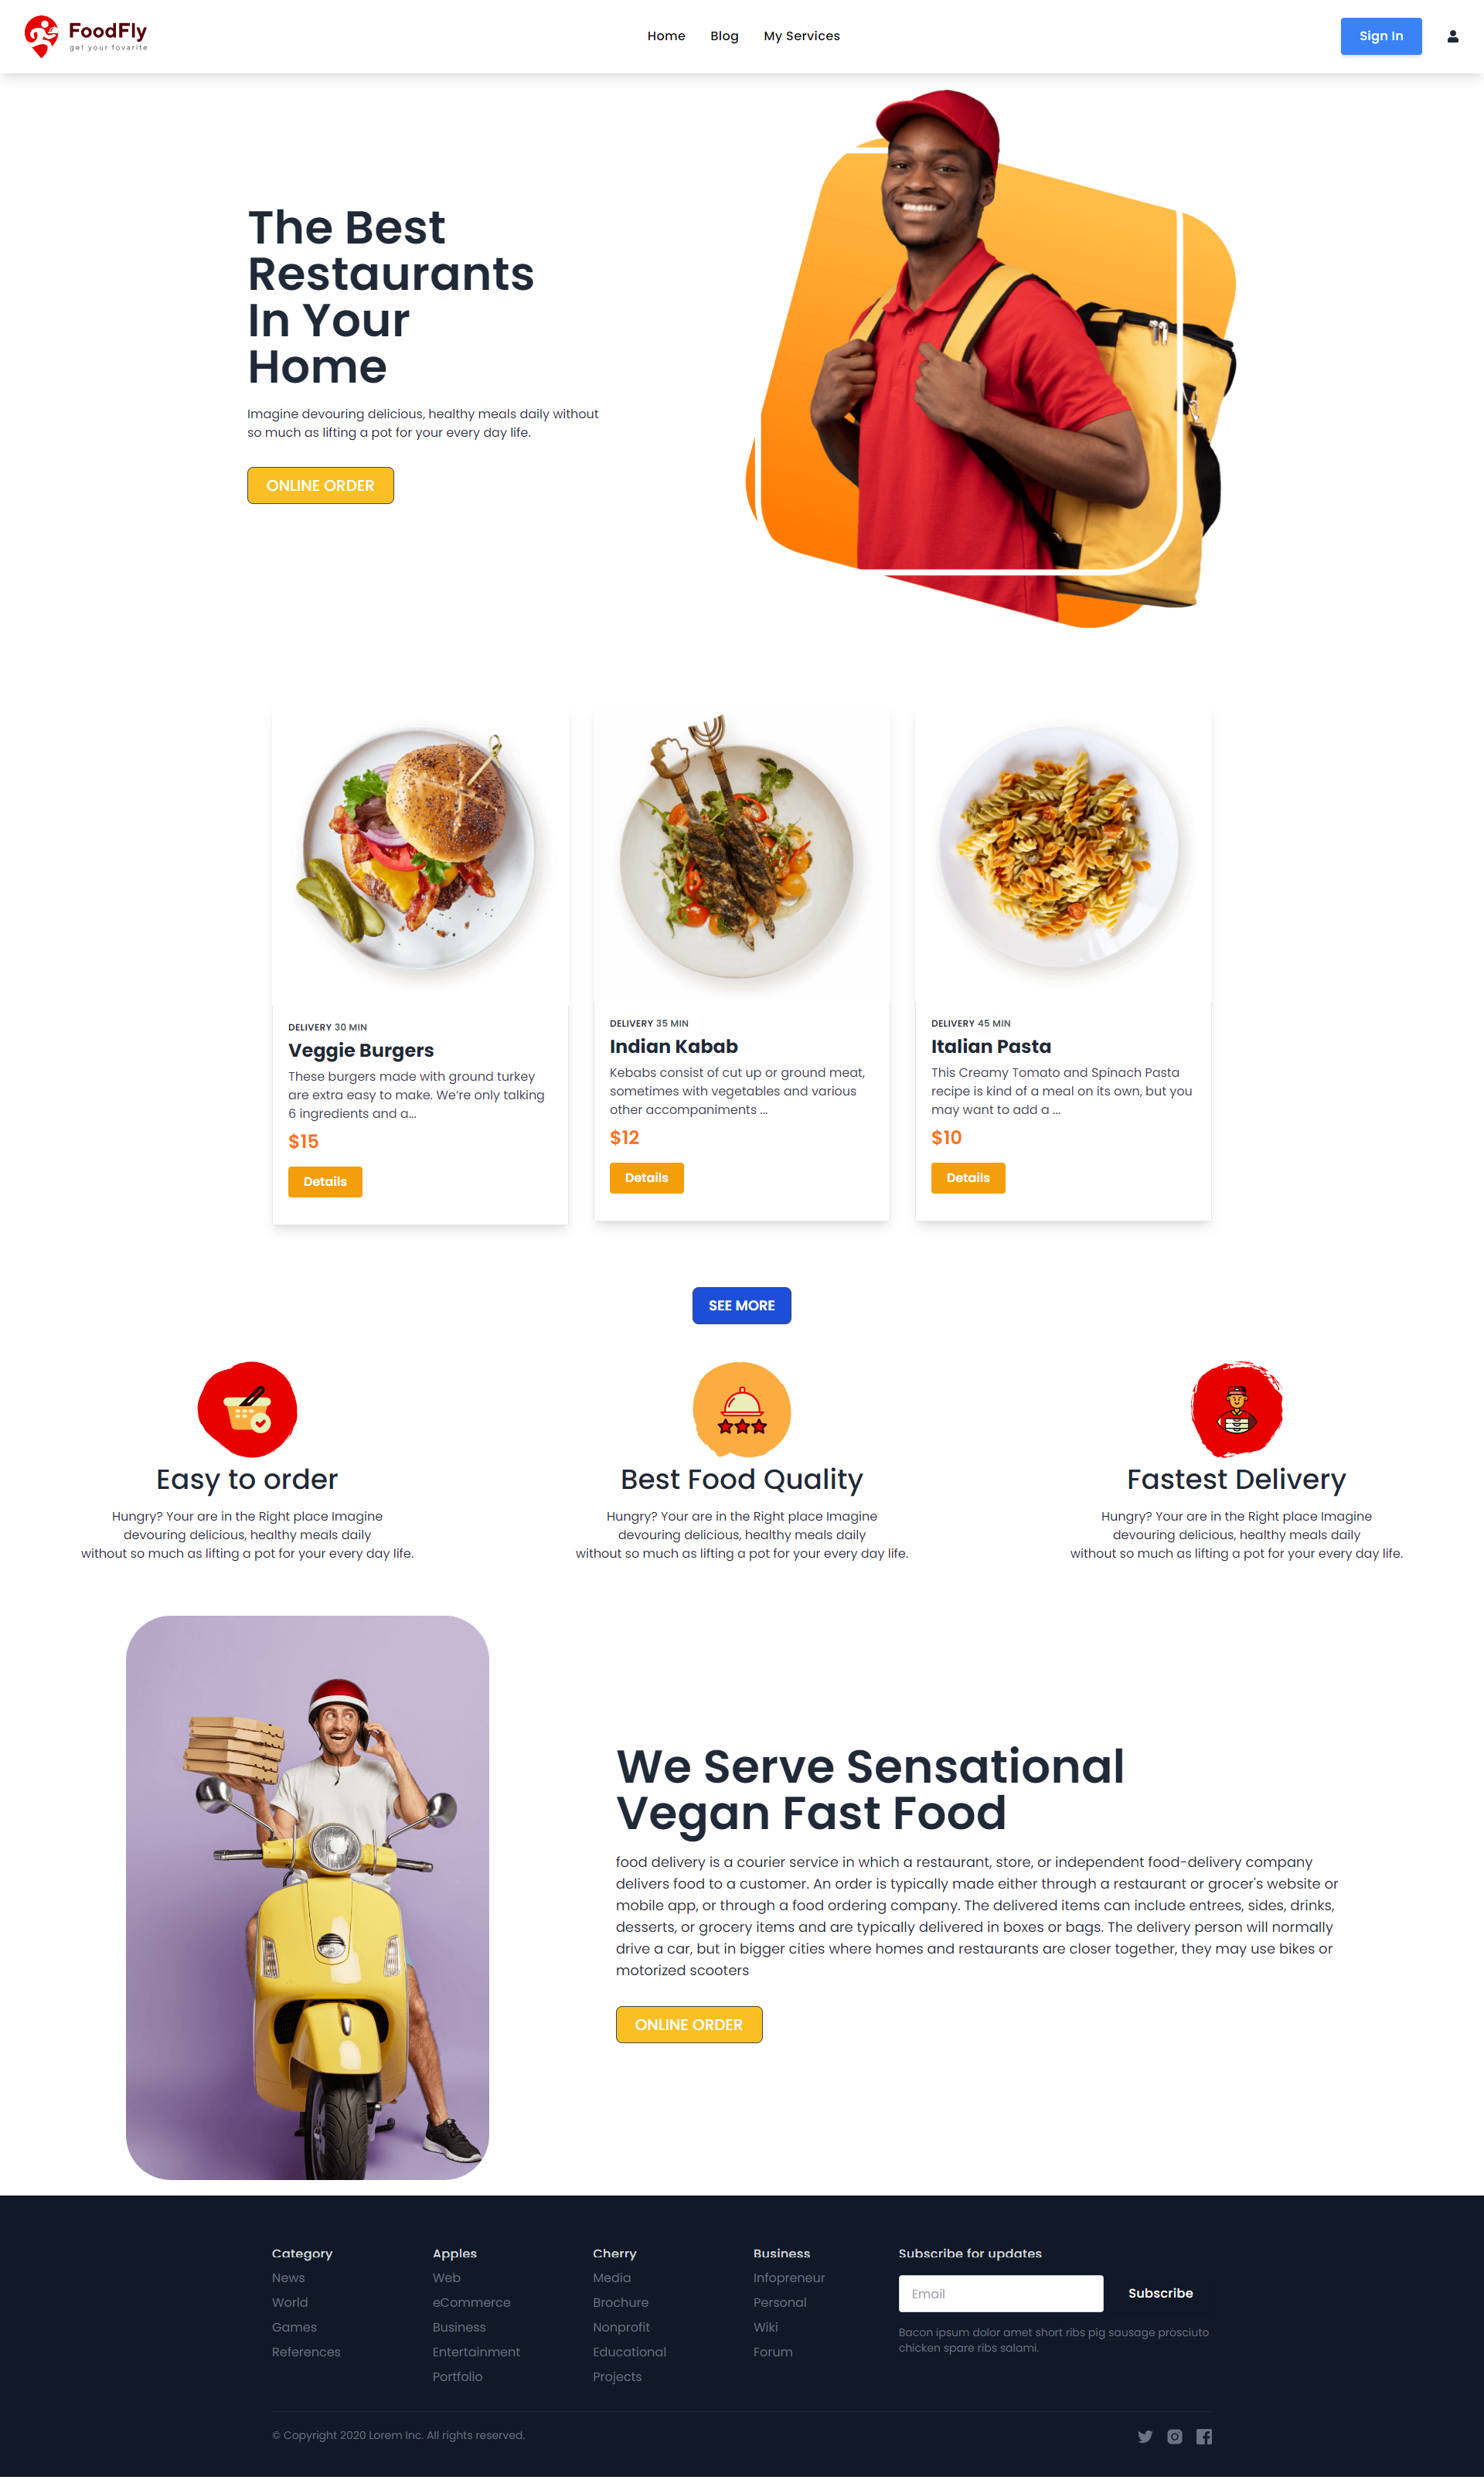 FoodFly
get your fovarite
Home
Blog
My Services
Sign In
The Best
Restaurants
In Your
Home
Imagine devouring delicious, healthy meals daily without
so much as lifting a pot for your every day life.
ONLINE ORDER
DELIVERY 30 MIN
Veggie Burgers
These burgers made with ground turkey
are extra easy to make. We’re only talking
6 ingredients and a...
$15
Details
DELIVERY 35 MIN
Indian Kabab
Kebabs consist of cut up or ground meat,
sometimes with vegetables and various
other accompaniments ...
$12
Details
DELIVERY 45 MIN
Italian Pasta
This Creamy Tomato and Spinach Pasta
recipe is kind of a meal on its own, but you
may want to add a ...
$10
Details
SEE MORE
Easy to order
Hungry? Your are in the Right place Imagine
devouring delicious, healthy meals daily
without so much as lifting a pot for your every day life.
Best Food Quality
Hungry? Your are in the Right place Imagine
devouring delicious, healthy meals daily
without so much as lifting a pot for your every day life.
Fastest Delivery
Hungry? Your are in the Right place Imagine
devouring delicious, healthy meals daily
without so much as lifting a pot for your every day life.
We Serve Sensational
Vegan Fast Food
food delivery is a courier service in which a restaurant, store, or independent food-delivery company
delivers food to a customer. An order is typically made either through a restaurant or grocer's website or
mobile app, or through a food ordering company. The delivered items can include entrees, sides, drinks,
desserts, or grocery items and are typically delivered in boxes or bags. The delivery person will normally
drive a car, but in bigger cities where homes and restaurants are closer together, they may use bikes or
motorized scooters
ONLINE ORDER
Category
News
World
Games
References
Apples
Web
eCommerce
Business
Entertainment
Portfolio
Cherry
Media
Brochure
Nonprofit
Educational
Projects
Business
Infopreneur
Personal
Wiki
Forum
Subscribe for updates
Email
Subscribe
Bacon ipsum dolor amet short ribs pig sausage prosciuto
chicken spare ribs salami.
© Copyright 2020 Lorem Inc. All rights reserved.